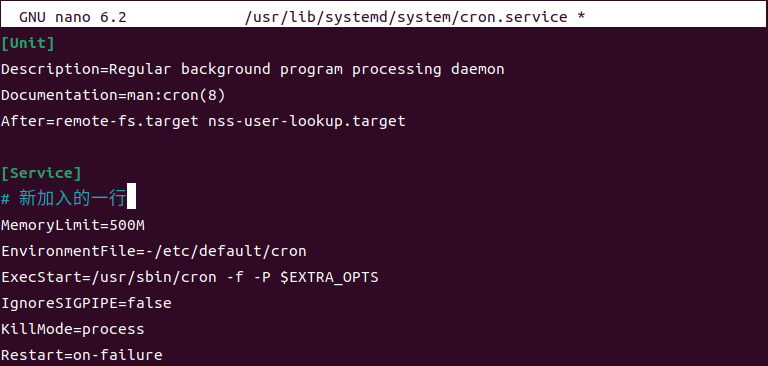 GNU nano 6.2 /usr/lib/systemd/system/cron.service *
[Unit]
Description=Regular background program processing daemon
Documentation=man:cron(8)
After=remote-fs.target nss-user-lookup.target
[Service]
# 新加入的一行
MemoryLimit=500M
EnvironmentFile=-/etc/default/cron
ExecStart=/usr/sbin/cron -f -P $EXTRA_OPTS
IgnoreSIGPIPE=false
KillMode=process
Restart=on-failure